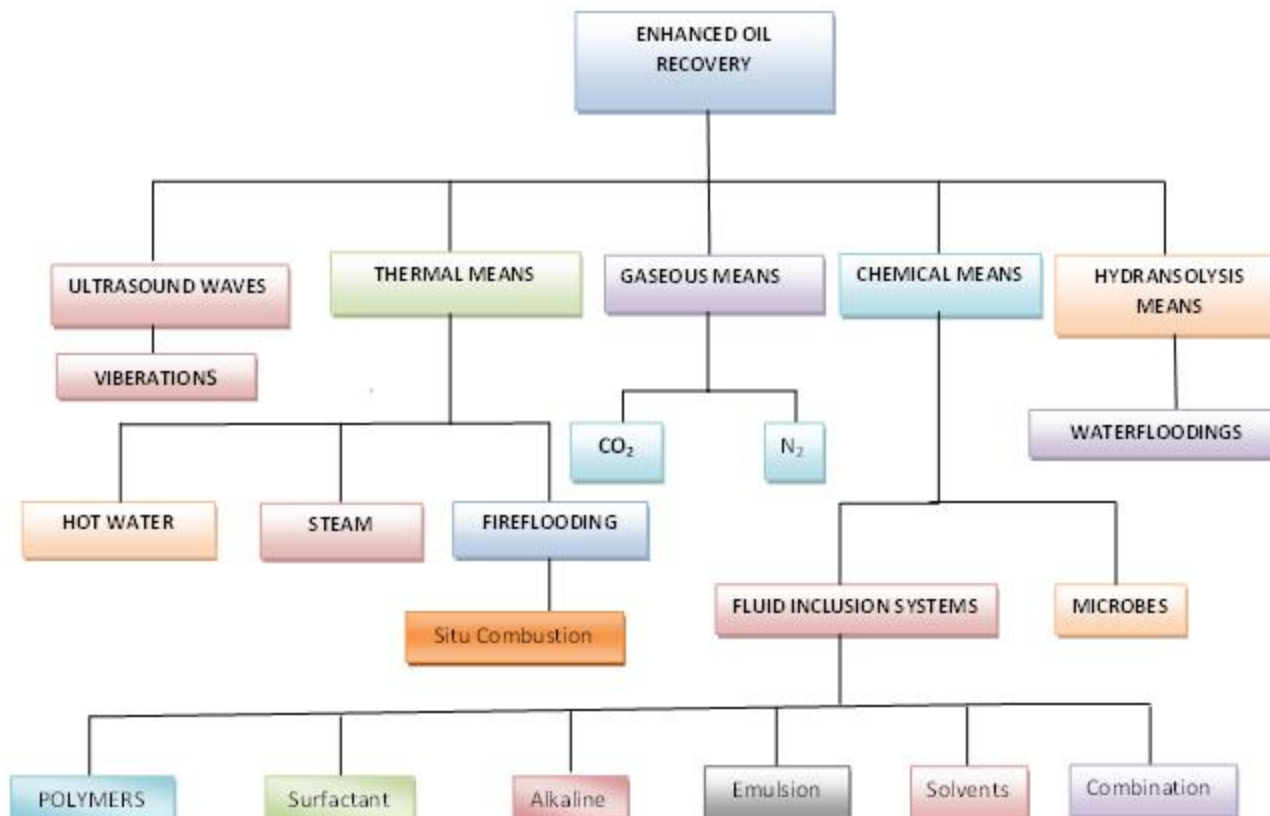 ENHANCED OIL
RECOVERY
ULTRASOUND WAVES
THERMAL MEANS
GASEOUS MEANS
CHEMICAL MEANS
HYDRANSOLYSIS
MEANS
VIBERATIONS
CO₂
N₂
WATERFLOODINGS
HOT WATER
STEAM
FIREFLOODING
FLUID INCLUSION SYSTEMS
MICROBES
Situ Combustion
POLYMERS
Surfactant
Alkaline
Emulsion
Solvents
Combination